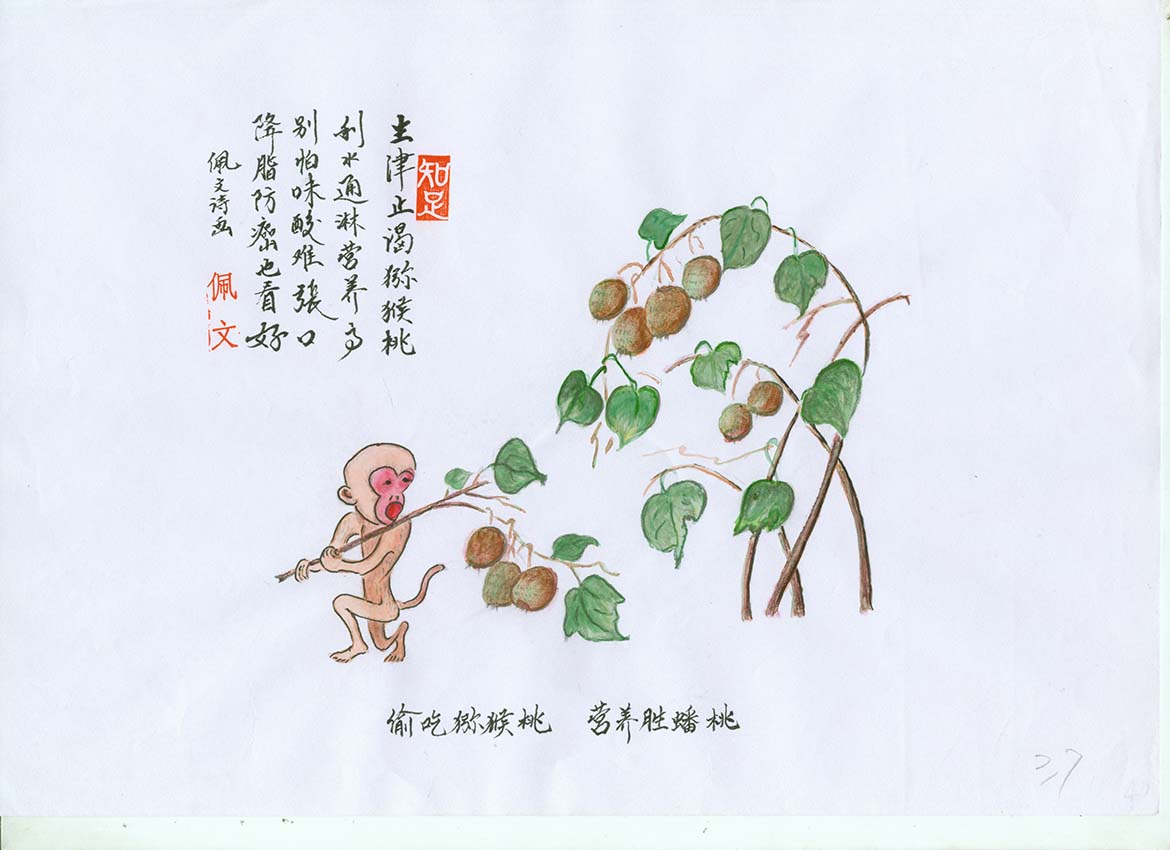 知足
生津止渴猕猴桃
利水通淋营养高
别怕味酸难张口
降脂防癌也看好
佩文诗画
佩文
偷吃猕猴桃 营养胜蟠桃
27